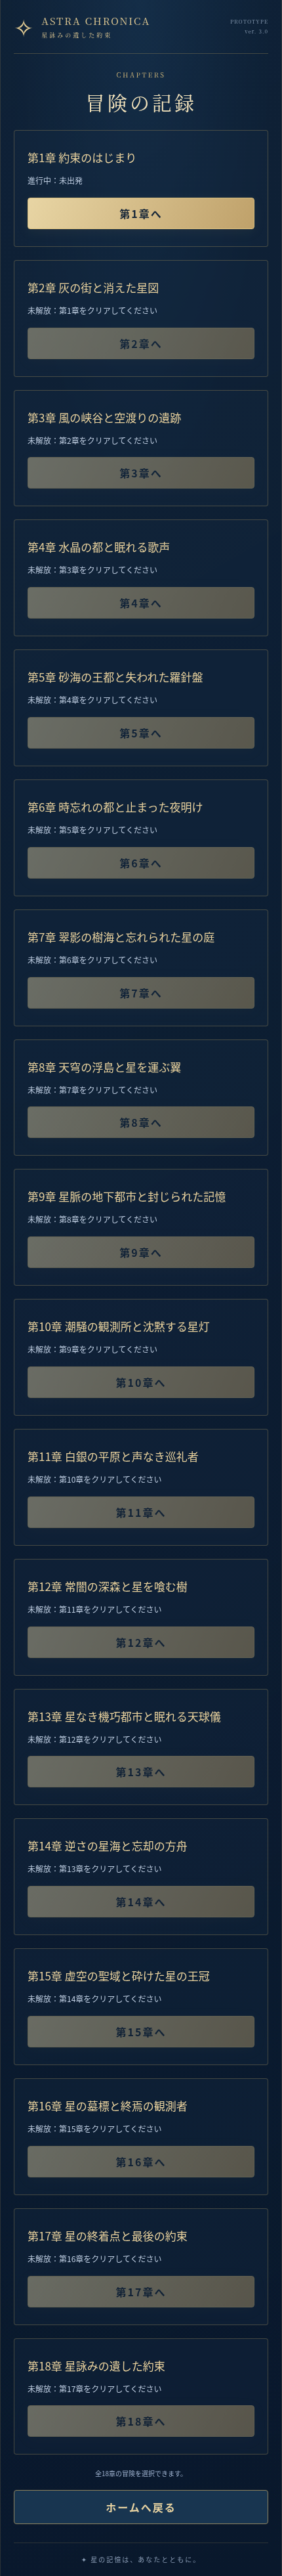 ASTRA CHRONICA
星詠みの遺した約束
PROTOTYPE
Ver. 3.0
CHAPTERS
冒険の記録
第1章 約束のはじまり
進行中：未出発
第1章へ
第2章 灰の街と消えた星図
未解放：第1章をクリアしてください
第2章へ
第3章 風の峡谷と空渡りの遺跡
未解放：第2章をクリアしてください
第3章へ
第4章 水晶の都と眠れる歌声
未解放：第3章をクリアしてください
第4章へ
第5章 砂海の王都と失われた羅針盤
未解放：第4章をクリアしてください
第5章へ
第6章 時忘れの都と止まった夜明け
未解放：第5章をクリアしてください
第6章へ
第7章 翠影の樹海と忘れられた星の庭
未解放：第6章をクリアしてください
第7章へ
第8章 天穹の浮島と星を運ぶ翼
未解放：第7章をクリアしてください
第8章へ
第9章 星脈の地下都市と封じられた記憶
未解放：第8章をクリアしてください
第9章へ
第10章 潮騒の観測所と沈黙する星灯
未解放：第9章をクリアしてください
第10章へ
第11章 白銀の平原と声なき巡礼者
未解放：第10章をクリアしてください
第11章へ
第12章 常闇の深森と星を喰む樹
未解放：第11章をクリアしてください
第12章へ
第13章 星なき機巧都市と眠れる天球儀
未解放：第12章をクリアしてください
第13章へ
第14章 逆さの星海と忘却の方舟
未解放：第13章をクリアしてください
第14章へ
第15章 虚空の聖域と砕けた星の王冠
未解放：第14章をクリアしてください
第15章へ
第16章 星の墓標と終焉の観測者
未解放：第15章をクリアしてください
第16章へ
第17章 星の終着点と最後の約束
未解放：第16章をクリアしてください
第17章へ
第18章 星詠みの遺した約束
未解放：第17章をクリアしてください
第18章へ
全18章の冒険を選択できます。
ホームへ戻る
✦ 星の記憶は、あなたとともに。